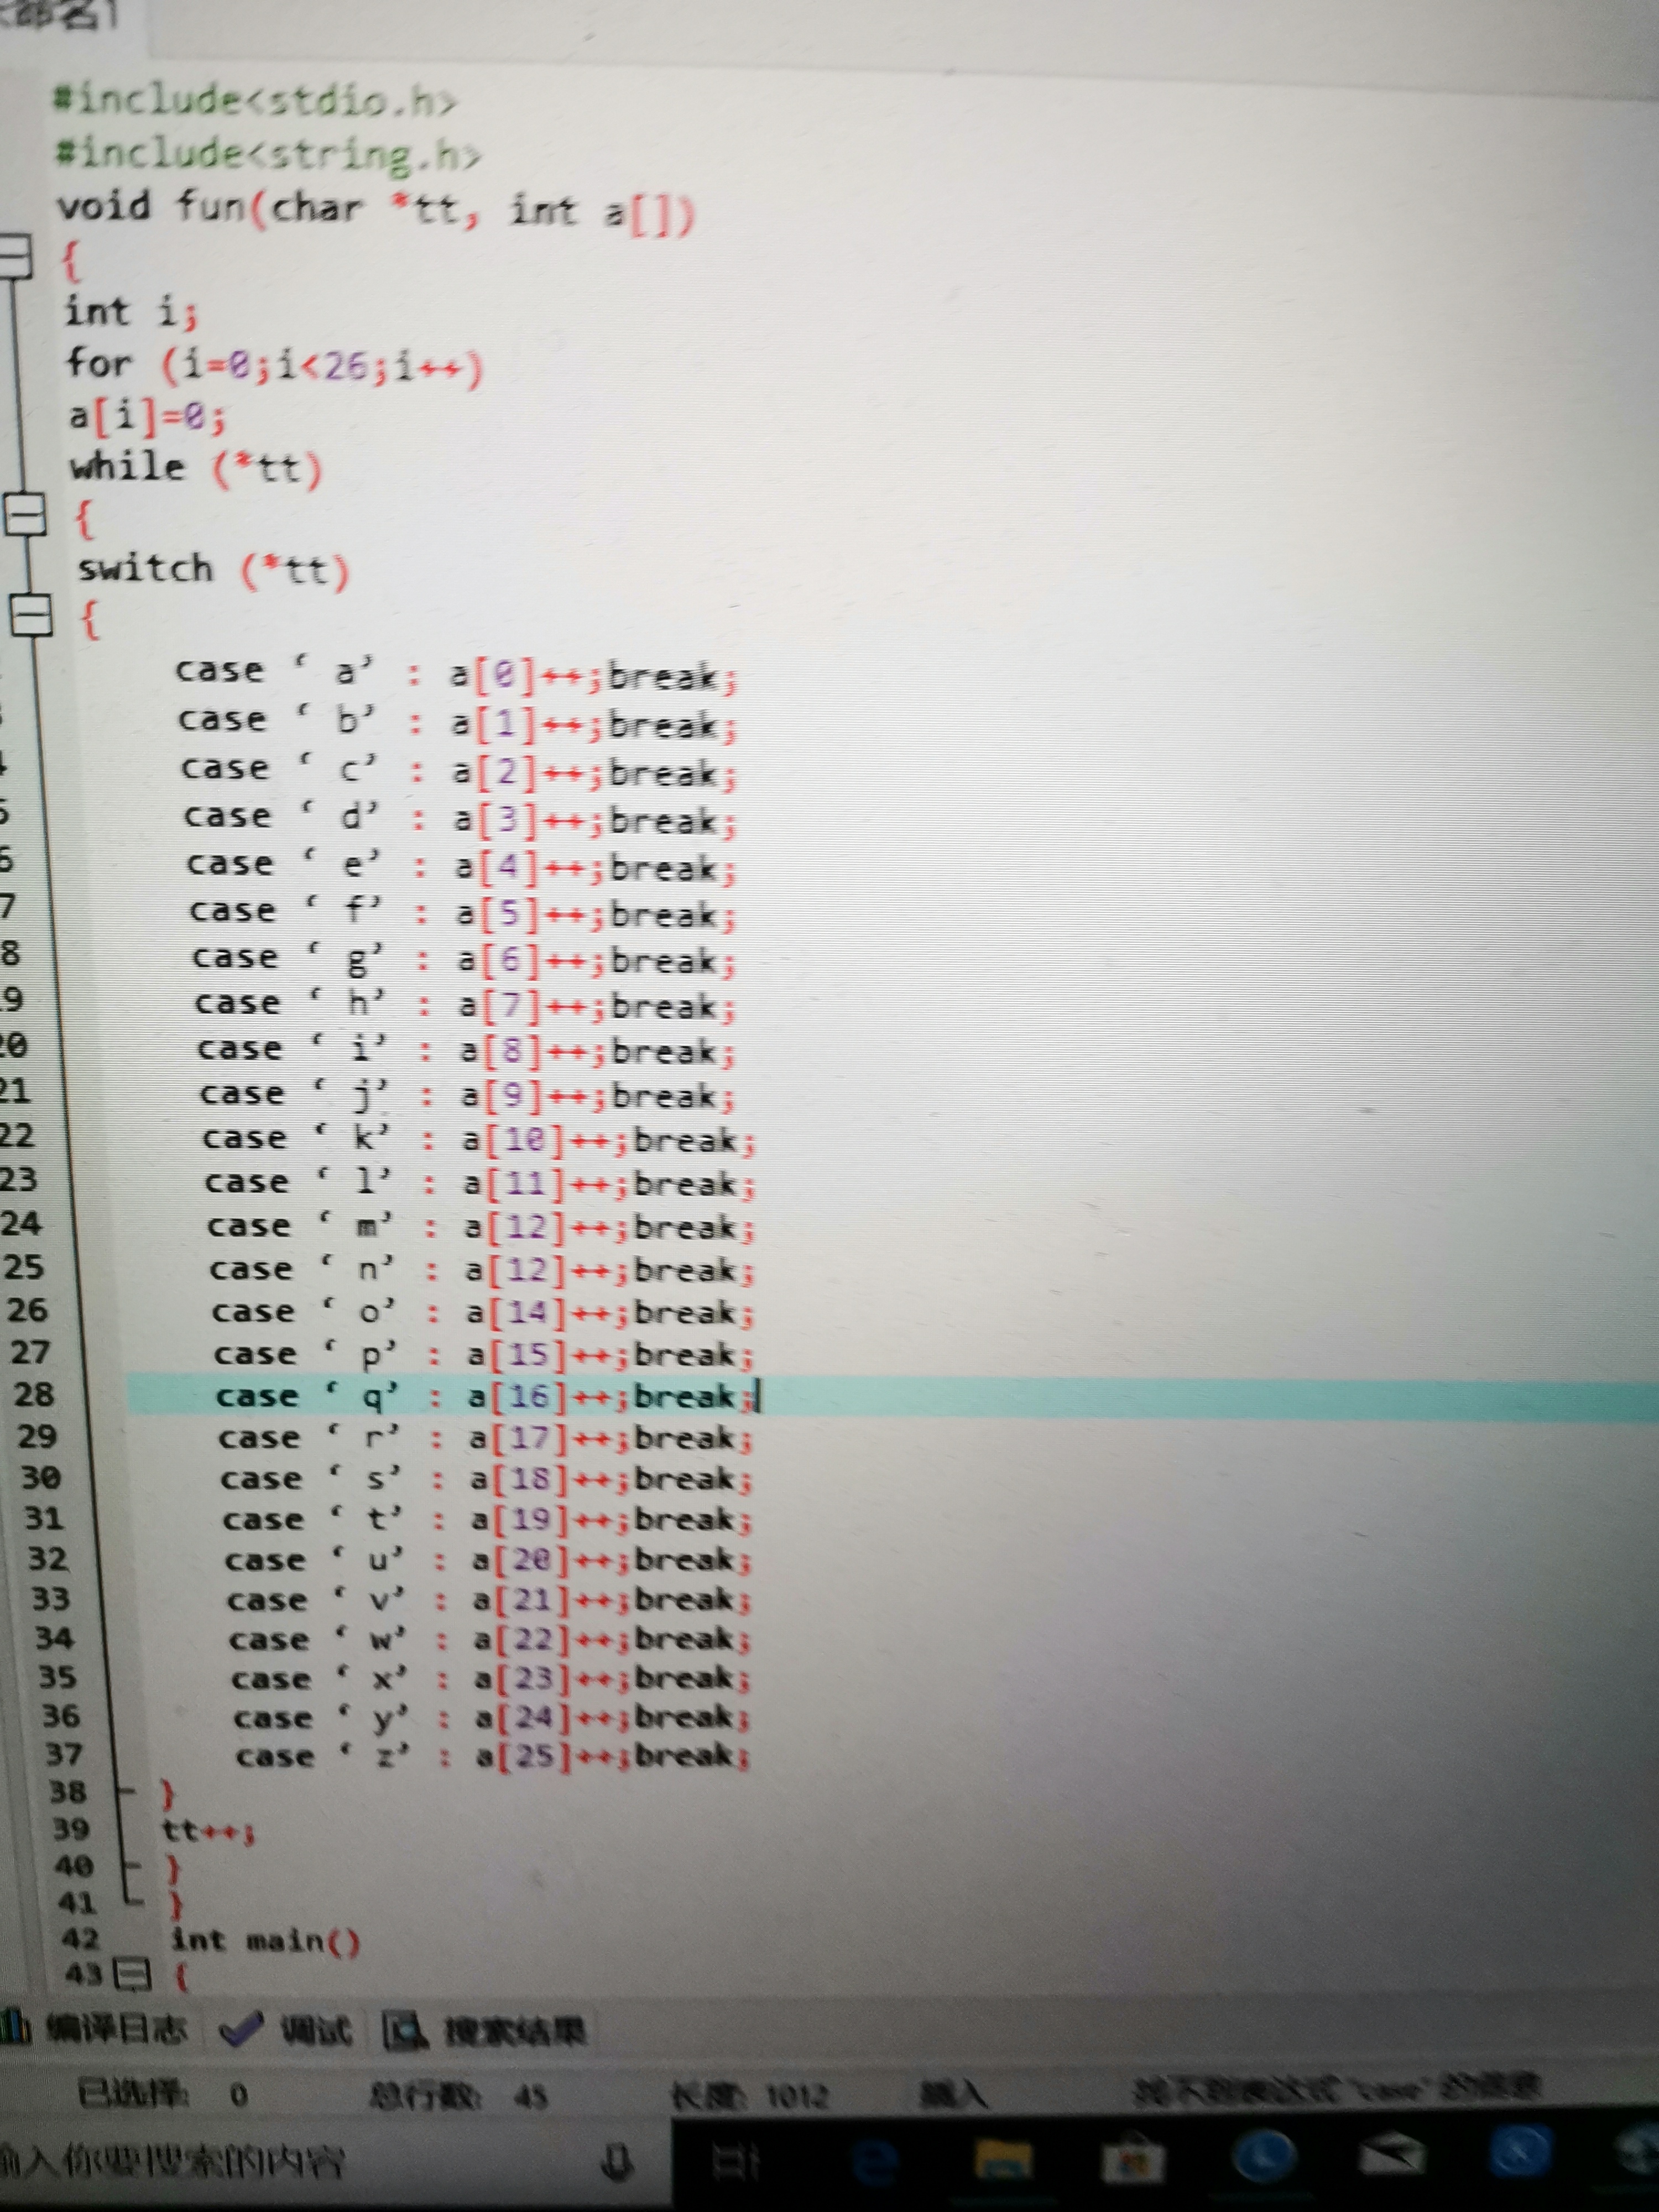 命名1
#include<stdio.h>
#include<string.h>
void fun(char *tt, int a[])
{
int i;
for (i=0;i<26;i++)
a[i]=0;
while (*tt)
{
switch (*tt)
{
case ‘ a’ : a[0]++;break;
case ‘ b’ : a[1]++;break;
case ‘ c’ : a[2]++;break;
case ‘ d’ : a[3]++;break;
case ‘ e’ : a[4]++;break;
7 case ‘ f’ : a[5]++;break;
8 case ‘ g’ : a[6]++;break;
9 case ‘ h’ : a[7]++;break;
20 case ‘ i’ : a[8]++;break;
21 case ‘ j’ : a[9]++;break;
22 case ‘ k’ : a[10]++;break;
23 case ‘ l’ : a[11]++;break;
24 case ‘ m’ : a[12]++;break;
25 case ‘ n’ : a[12]++;break;
26 case ‘ o’ : a[14]++;break;
27 case ‘ p’ : a[15]++;break;
28 case ‘ q’ : a[16]++;break;
29 case ‘ r’ : a[17]++;break;
30 case ‘ s’ : a[18]++;break;
31 case ‘ t’ : a[19]++;break;
32 case ‘ u’ : a[20]++;break;
33 case ‘ v’ : a[21]++;break;
34 case ‘ w’ : a[22]++;break;
35 case ‘ x’ : a[23]++;break;
36 case ‘ y’ : a[24]++;break;
37 case ‘ z’ : a[25]++;break;
38 }
39 tt++;
40 }
41 }
42 int main()
43 {
编译日志 调试 搜索结果
已选择: 0 总行数: 45 长度: 1012 插入 找不到表达式"case"的信息
输入你要搜索的内容